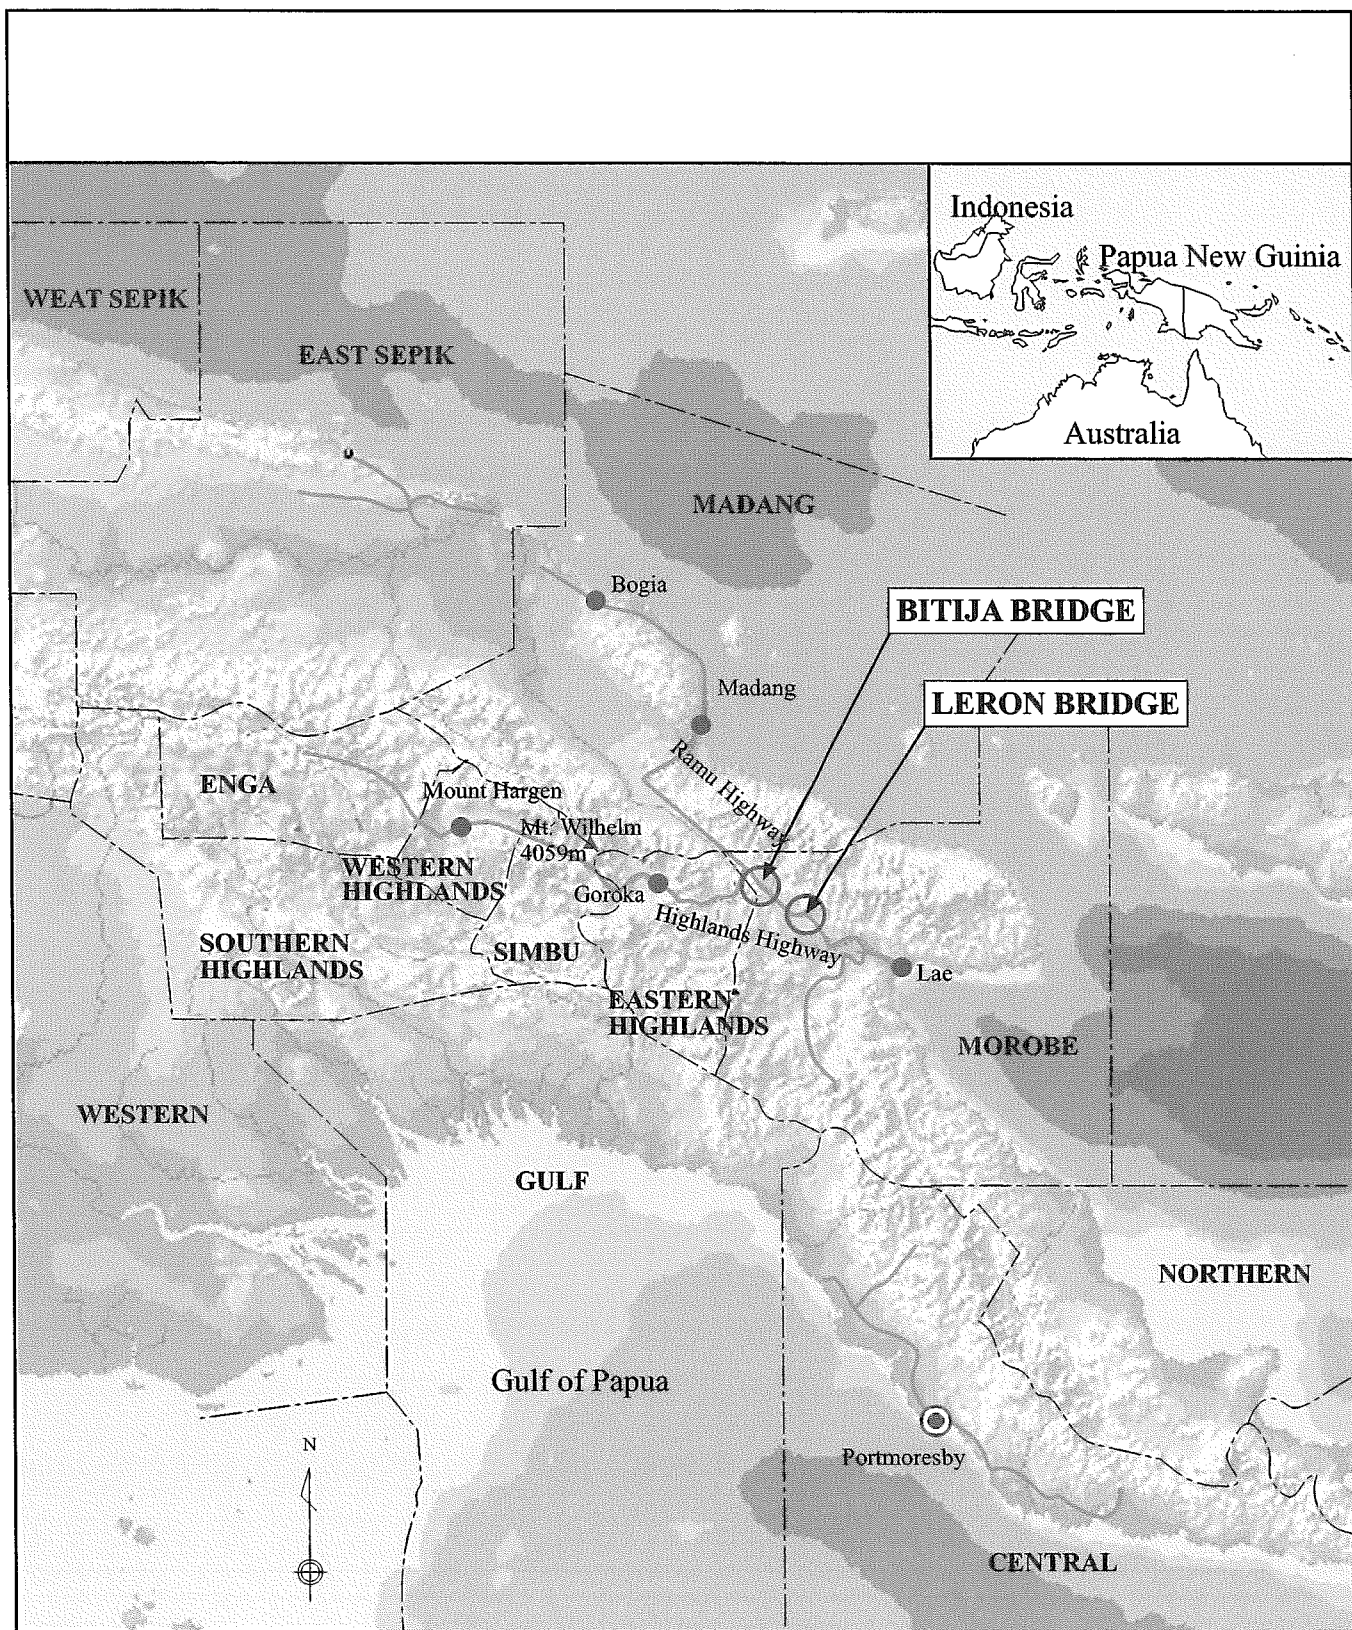 Indonesia
Papua New Guinia
Australia
WEAT SEPIK
EAST SEPIK
MADANG
Bogia
BITIJA BRIDGE
Madang
LERON BRIDGE
Ramu Highway
ENGA
Mount Hargen
Mt. Wilhelm
4059m
WESTERN
HIGHLANDS
Goroka
Highlands Highway
SOUTHERN
HIGHLANDS
SIMBU
Lae
EASTERN
HIGHLANDS
MOROBE
WESTERN
GULF
NORTHERN
Gulf of Papua
N
Portmoresby
CENTRAL